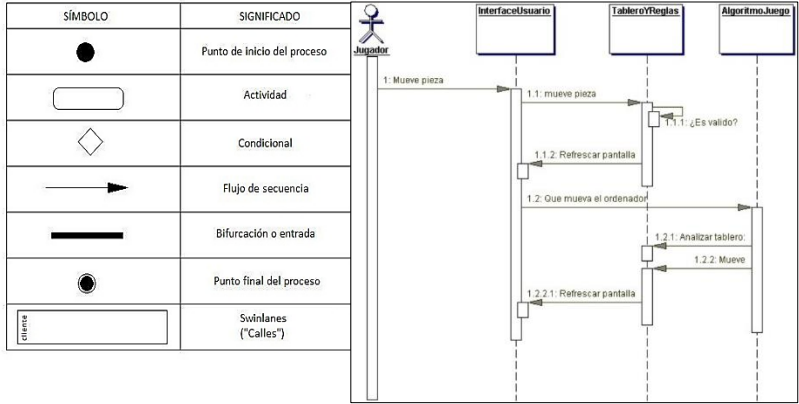 SÍMBOLO
SIGNIFICADO
Punto de inicio del proceso
Actividad
Condicional
Flujo de secuencia
Bifurcación o entrada
Punto final del proceso
cliente
Swinlanes
("Calles")
Jugador
InterfaceUsuario
TableroYReglas
AlgoritmoJuego
1: Mueve pieza
1.1: mueve pieza
1.1.1: ¿Es valido?
1.1.2: Refrescar pantalla
1.2: Que mueva el ordenador
1.2.1: Analizar tablero:
1.2.2: Mueve
1.2.2.1: Refrescar pantalla